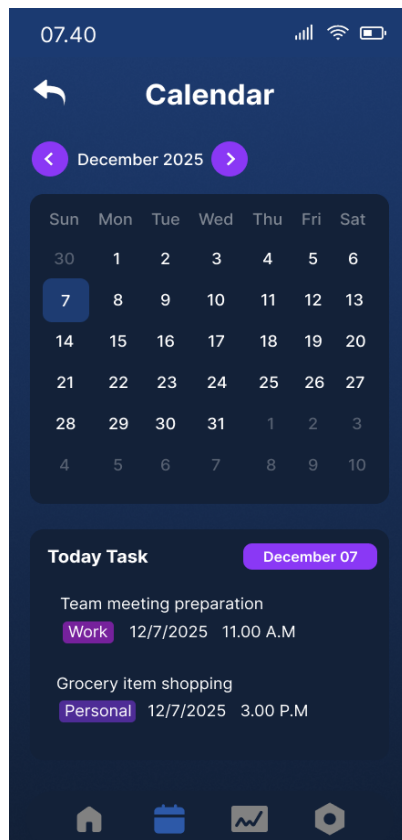 07.40
Calendar
December 2025
Sun Mon Tue Wed Thu Fri Sat
30 1 2 3 4 5 6
7 8 9 10 11 12 13
14 15 16 17 18 19 20
21 22 23 24 25 26 27
28 29 30 31 1 2 3
4 5 6 7 8 9 10
Today Task December 07
Team meeting preparation
Work 12/7/2025 11.00 A.M
Grocery item shopping
Personal 12/7/2025 3.00 P.M